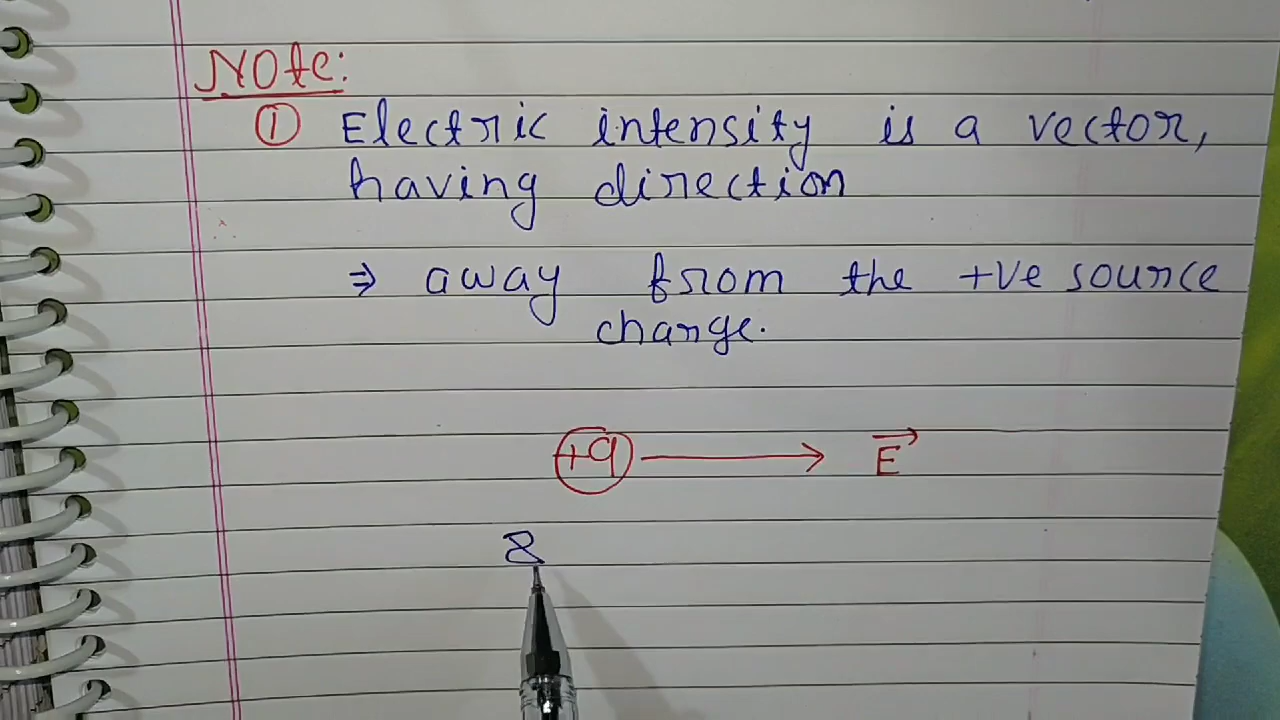 Note:
① Electric intensity is a vector,
having direction
⇒ away from the +ve source
charge.
+q → E⃗
&